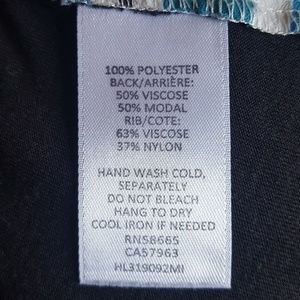 100% POLYESTER
BACK/ARRIÈRE:
50% VISCOSE
50% MODAL
RIB/COTE:
63% VISCOSE
37% NYLON
HAND WASH COLD,
SEPARATELY
DO NOT BLEACH
HANG TO DRY
COOL IRON IF NEEDED
RN58665
CA57963
HL319092MI